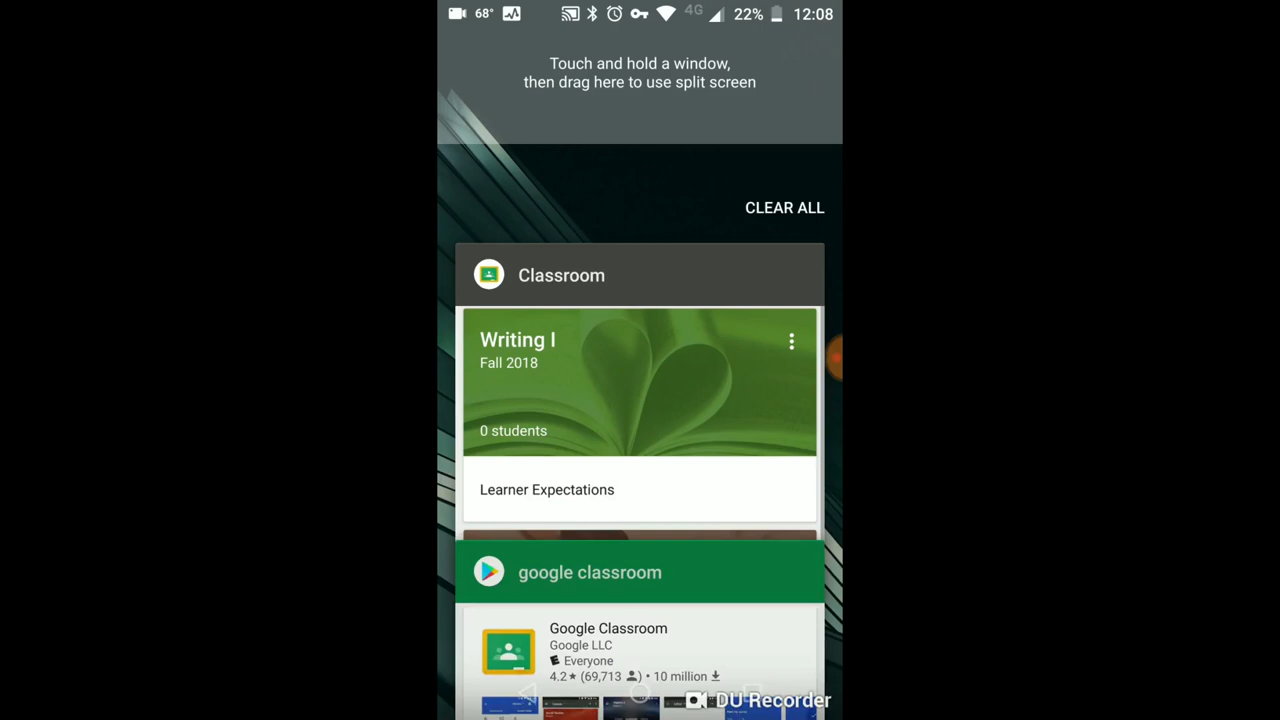 68° 4G 22% 12:08
Touch and hold a window,
then drag here to use split screen
CLEAR ALL
Classroom
Writing I
Fall 2018
0 students
Learner Expectations
google classroom
Google Classroom
Google LLC
E Everyone
4.2★ (69,713) • 10 million
DU Recorder